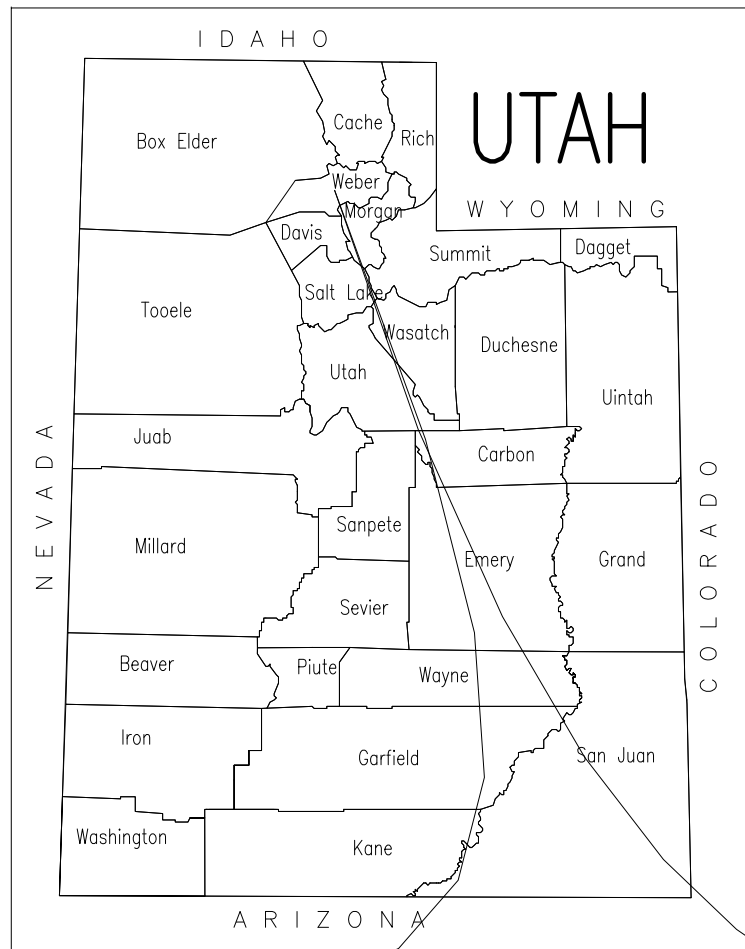 IDAHO
UTAH
Cache
Rich
Box Elder
Weber
Morgan
WYOMING
Davis
Summit
Dagget
Salt Lake
Tooele
Wasatch
Duchesne
Utah
Uintah
Juab
Carbon
NEVADA
COLORADO
Sanpete
Millard
Emery
Grand
Sevier
Beaver
Piute
Wayne
Iron
Garfield
San Juan
Washington
Kane
ARIZONA